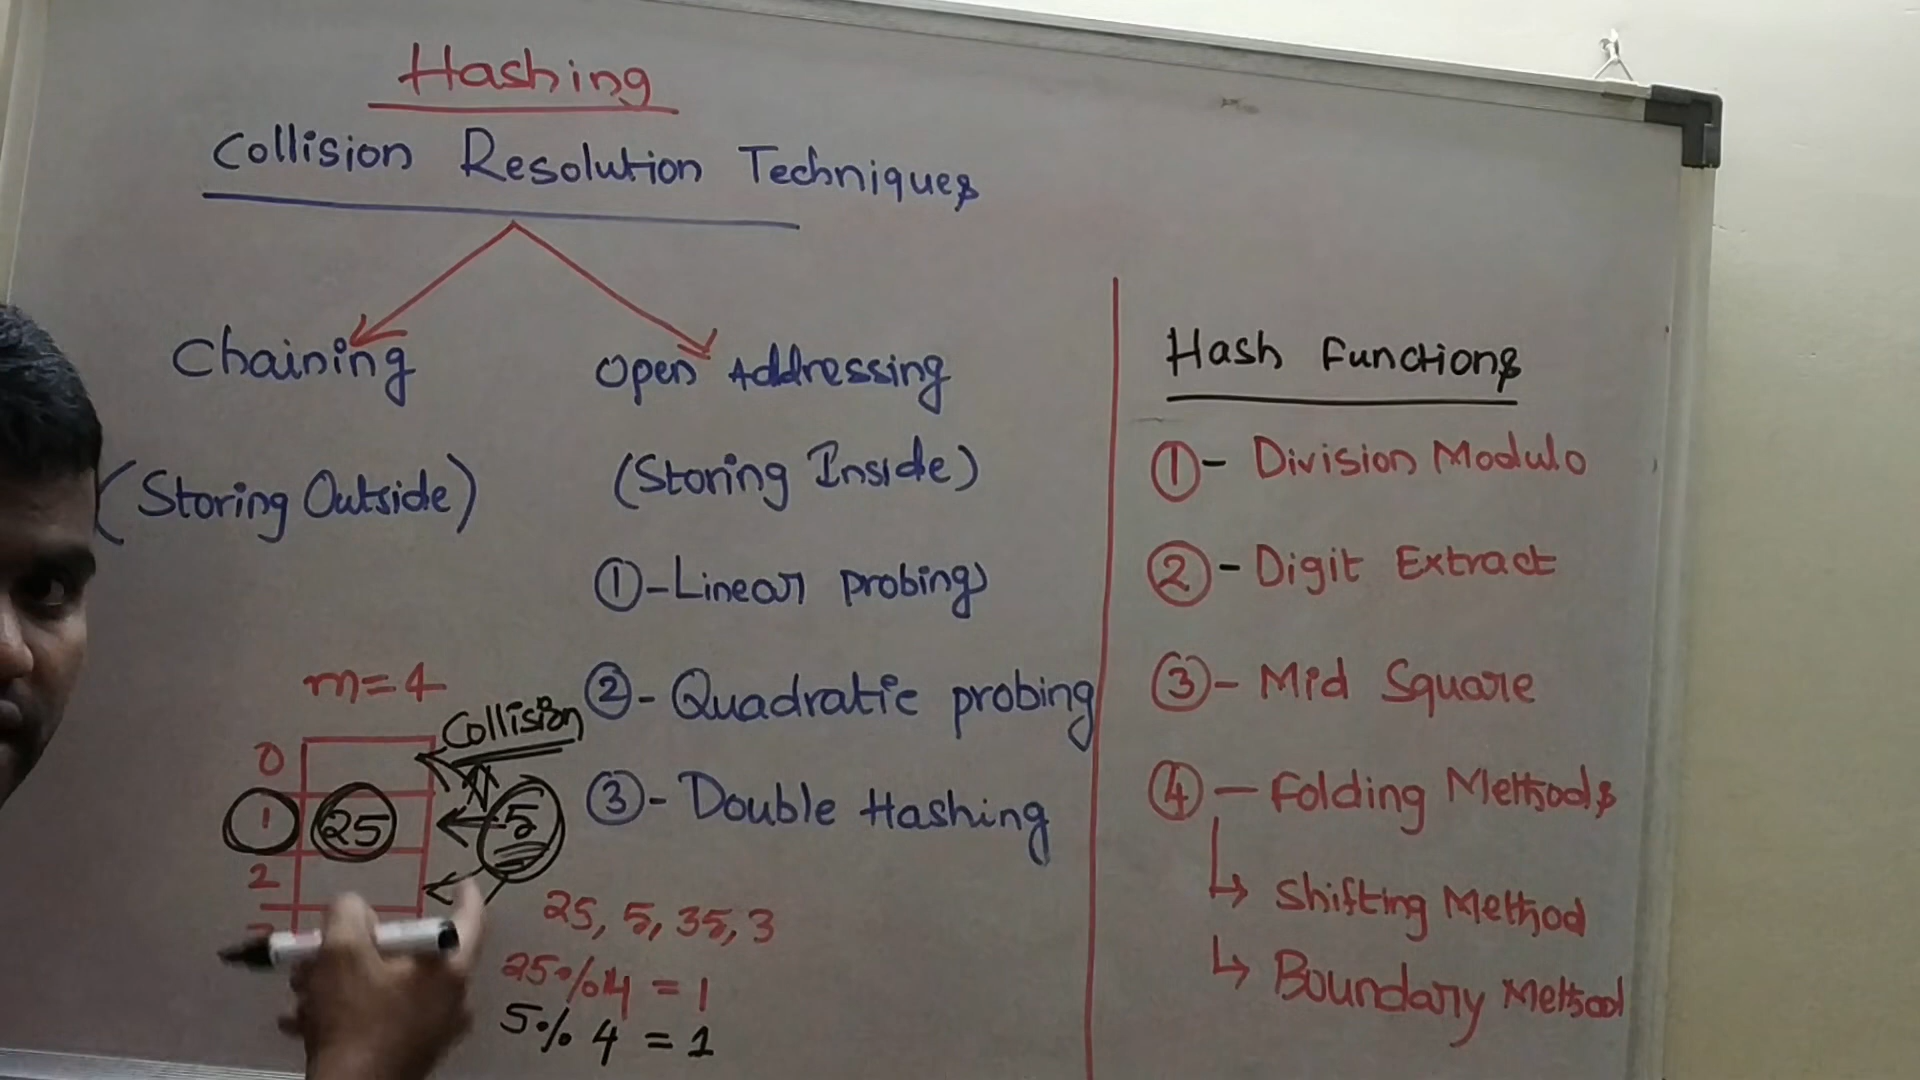 Hashing
Collision Resolution Techniques
Chaining
(Storing Outside)
Open Addressing
(Storing Inside)
①-Linear probing
②-Quadratic probing
③-Double Hashing
m=4
Collision
0
1 25 5
2
25, 5, 35, 3
25%4 = 1
5%4 = 1
Hash Functions
①- Division Modulo
②- Digit Extract
③- Mid Square
④- Folding Methods
↳ Shifting Method
↳ Boundary Method